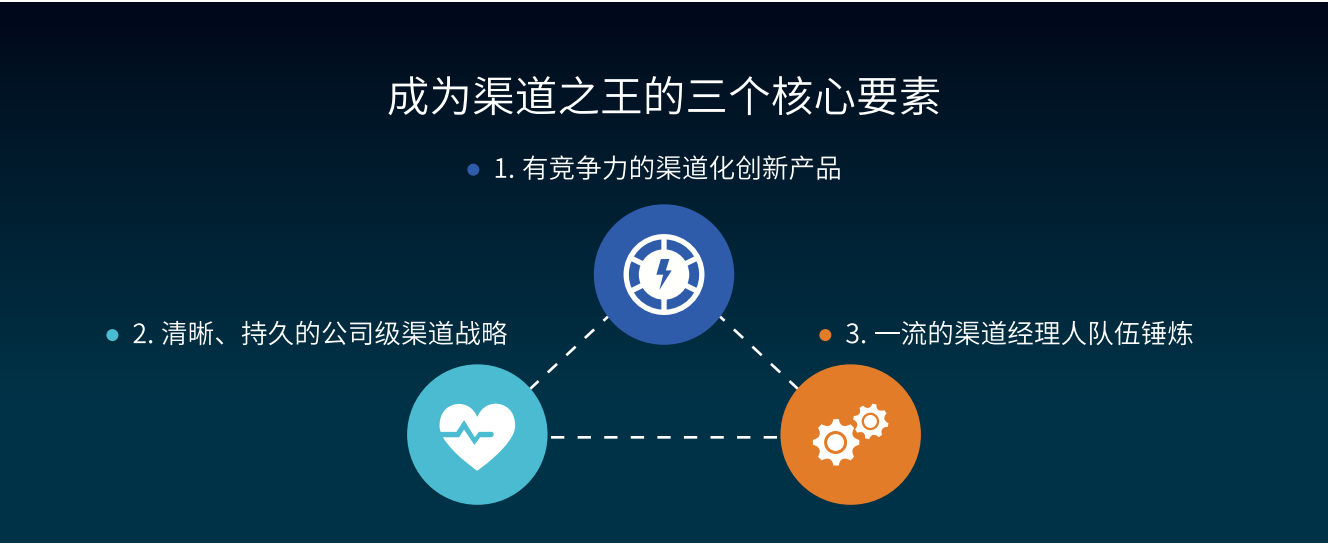 成为渠道之王的三个核心要素
1. 有竞争力的渠道化创新产品
2. 清晰、持久的公司级渠道战略
3. 一流的渠道经理人队伍锤炼